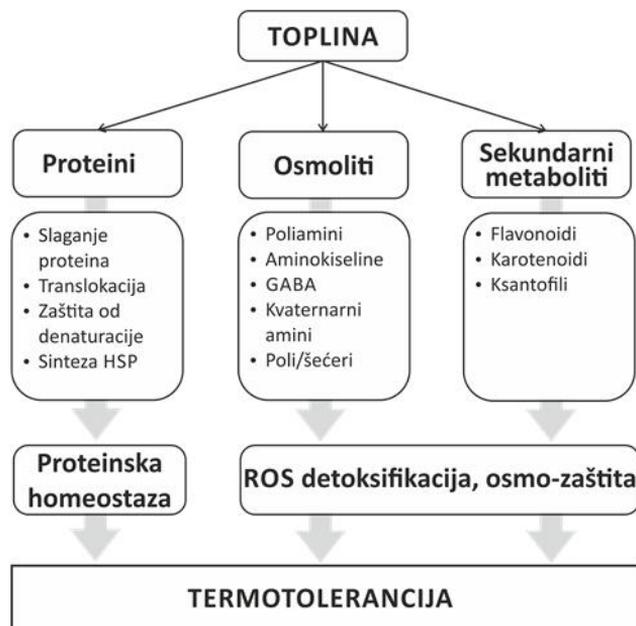 TOPLINA
Proteini
Osmoliti
Sekundarni
metaboliti
• Slaganje
proteina
• Translokacija
• Zaštita od
denaturacije
• Sinteza HSP
• Poliamini
• Aminokiseline
• GABA
• Kvaternarni
amini
• Poli/šećeri
• Flavonoidi
• Karotenoidi
• Ksantofili
Proteinska
homeostaza
ROS detoksifikacija, osmo-zaštita
TERMOTOLERANCIJA